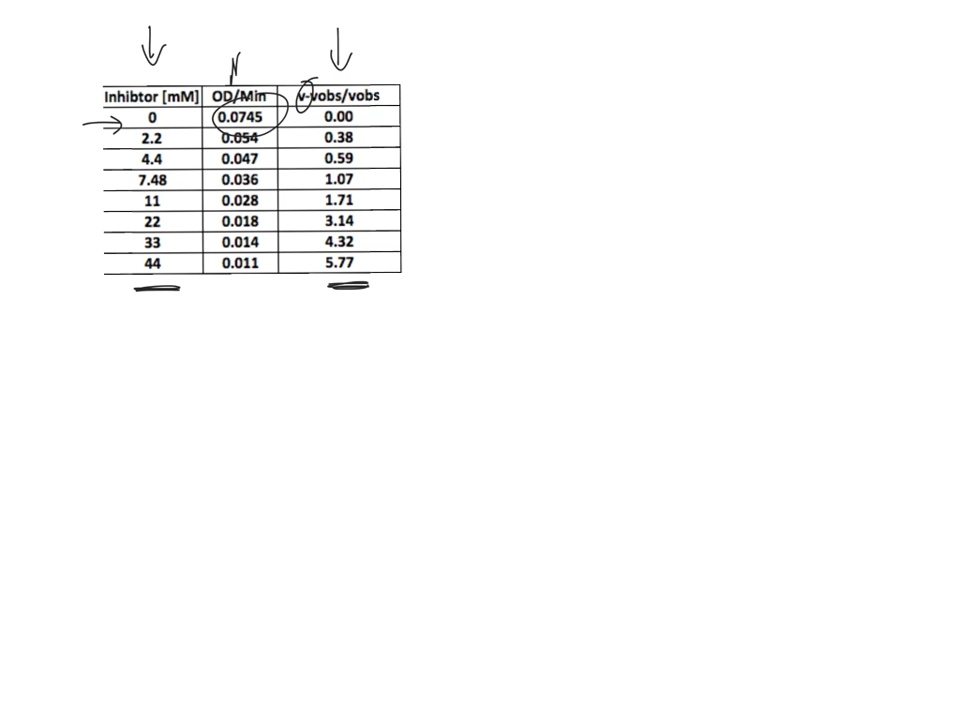 N
Inhibtor [mM] OD/Min v-vobs/vobs
0 0.0745 0.00
2.2 0.054 0.38
4.4 0.047 0.59
7.48 0.036 1.07
11 0.028 1.71
22 0.018 3.14
33 0.014 4.32
44 0.011 5.77